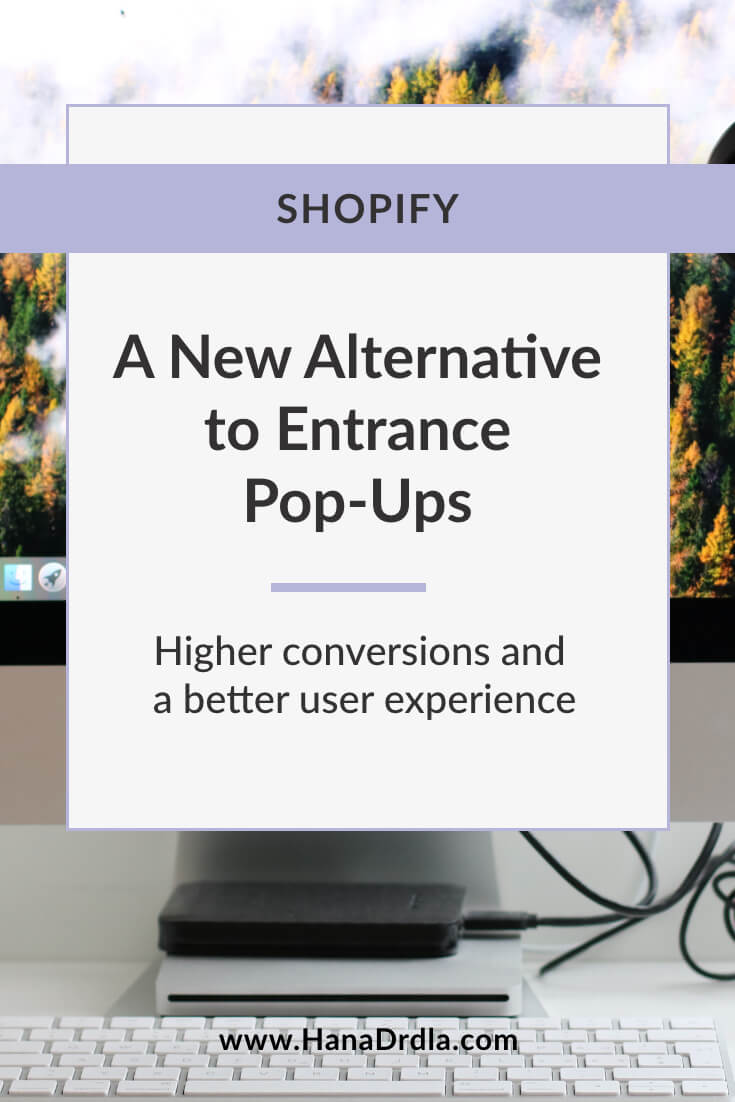 SHOPIFY
A New Alternative
to Entrance
Pop-Ups
Higher conversions and
a better user experience
www.HanaDrdla.com